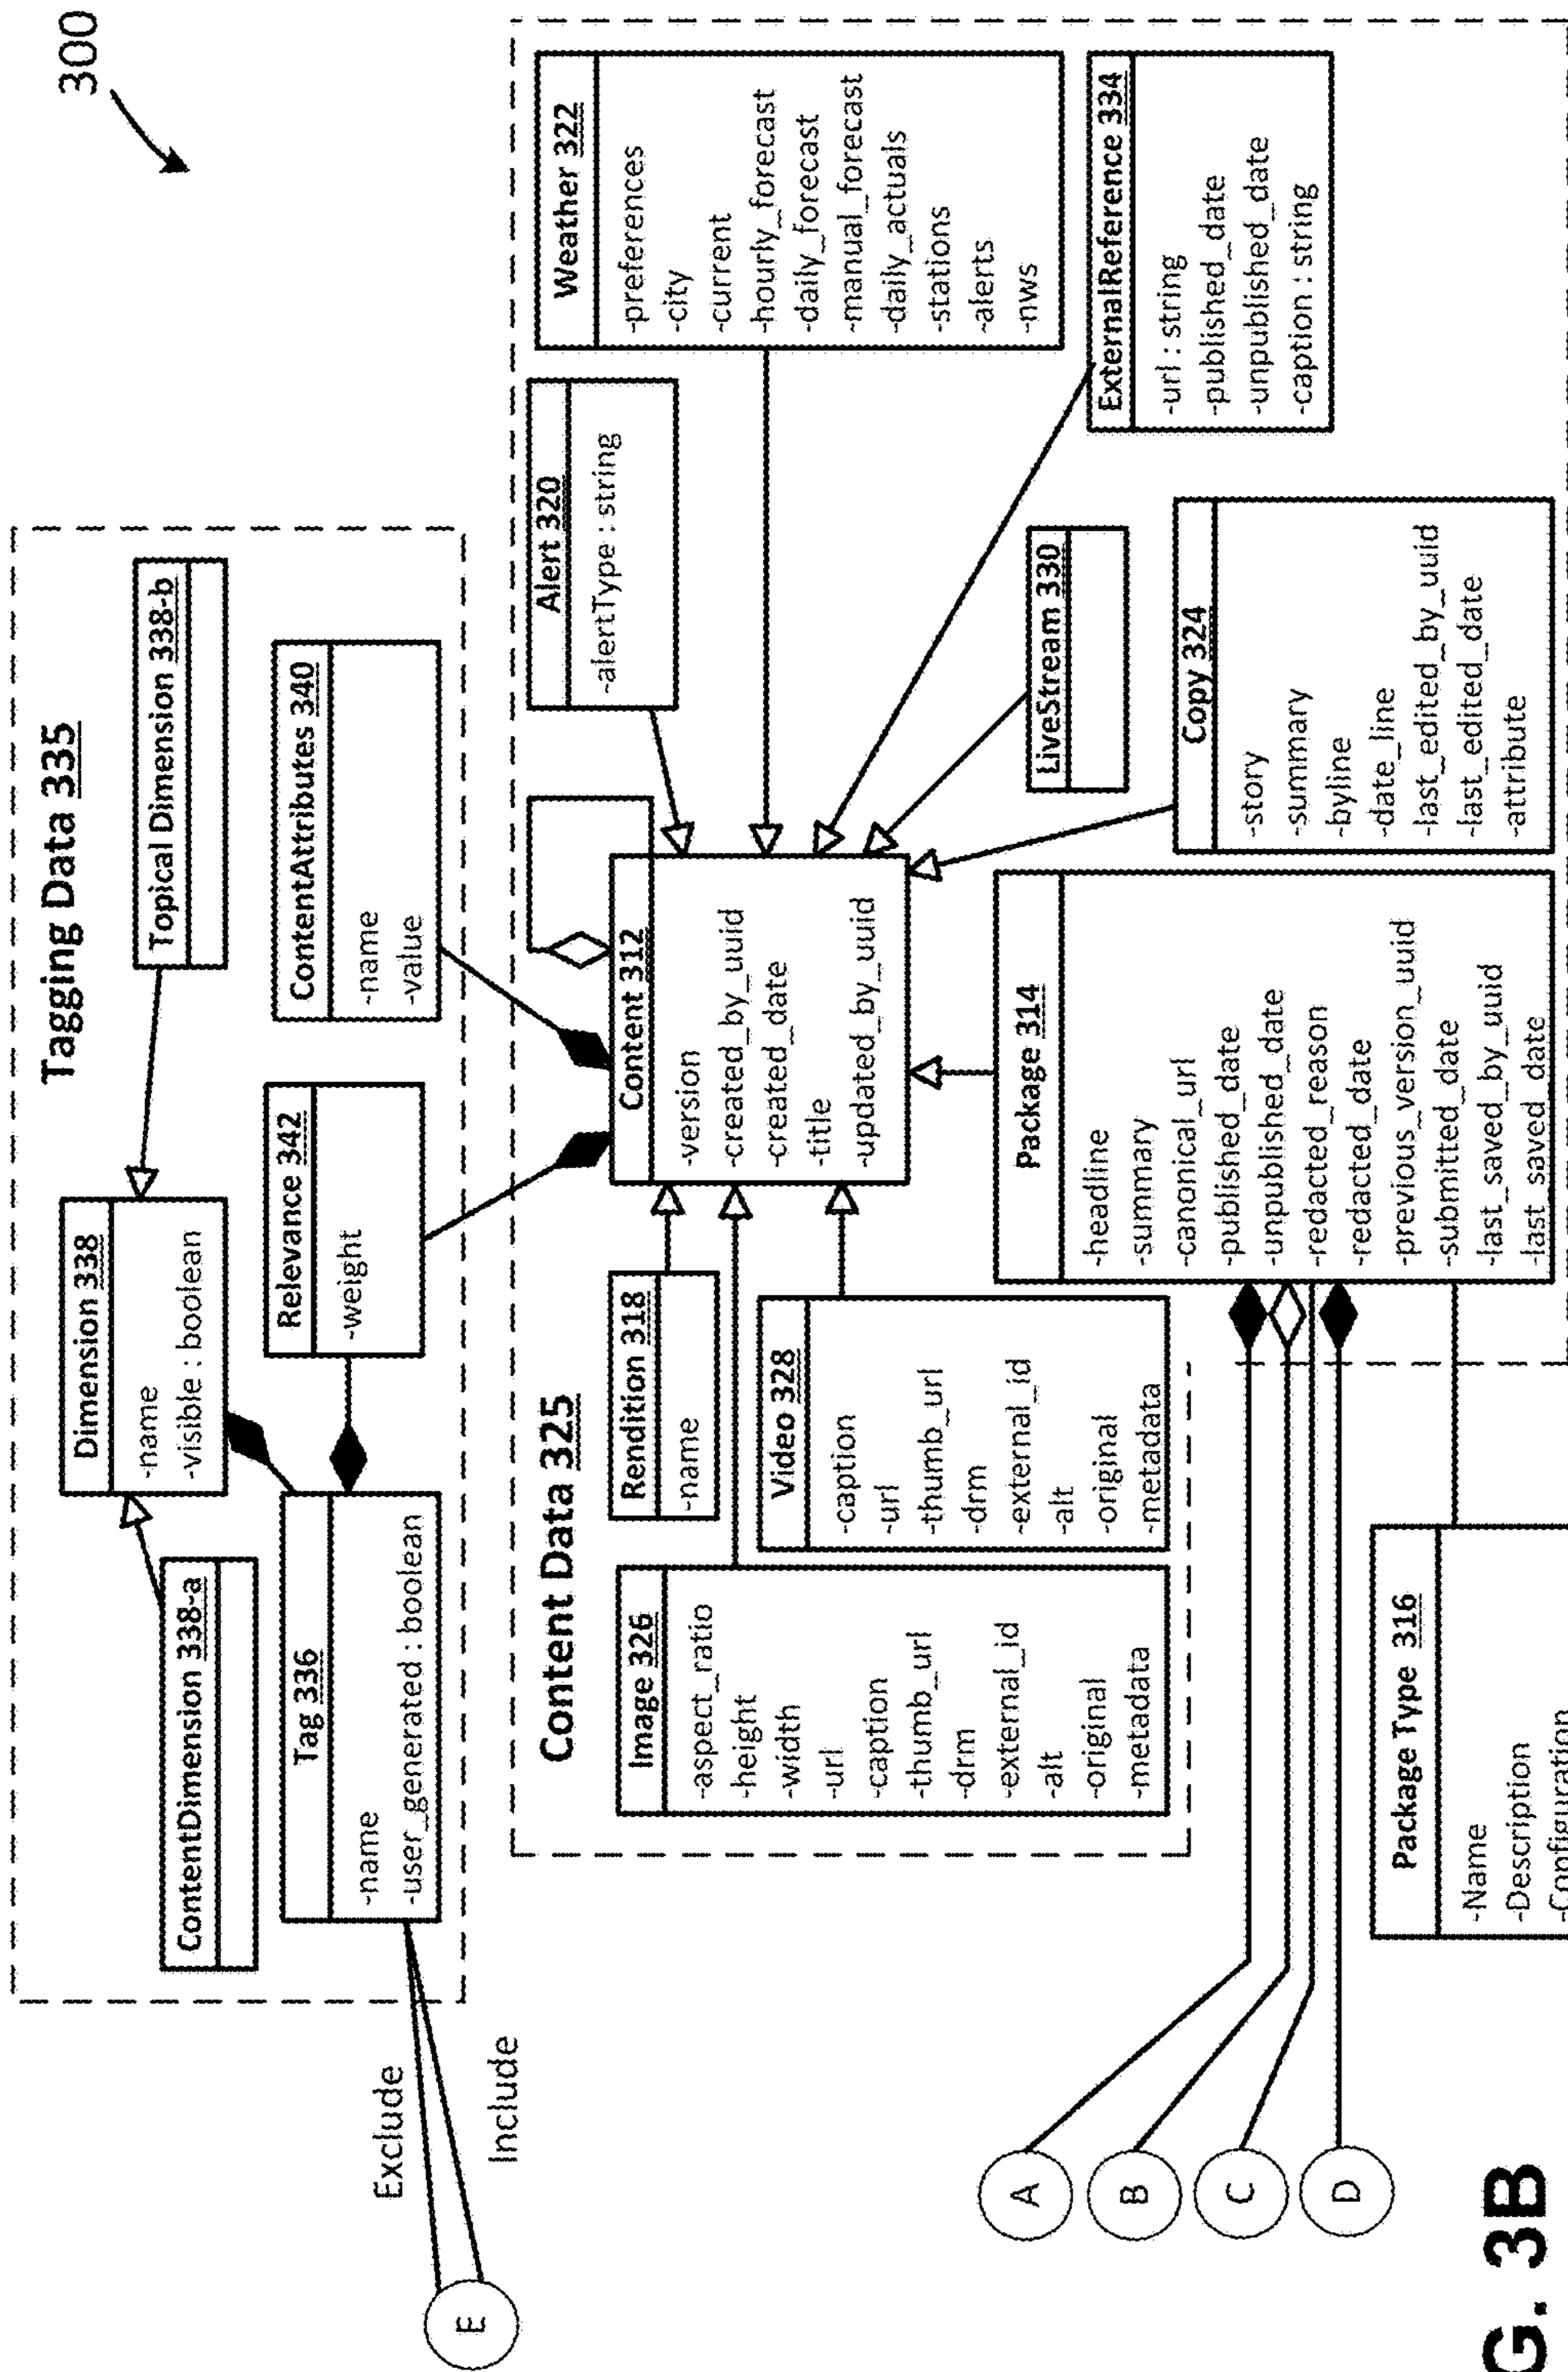 300
Tagging Data 335
ContentDimension 338-a
Dimension 338
-name
-visible : boolean
Topical Dimension 338-b
Tag 336
-name
-user_generated : boolean
Relevance 342
-weight
ContentAttributes 340
-name
-value
Exclude
Include
E
Content Data 325
Image 326
-aspect_ratio
-height
-width
-url
-caption
-thumb_url
-drm
-external_id
-alt
-original
-metadata
Rendition 318
-name
Video 328
-caption
-url
-thumb_url
-drm
-external_id
-alt
-original
-metadata
Content 312
-version
-created_by_uuid
-created_date
-title
-updated_by_uuid
Alert 320
-alertType : string
Weather 322
-preferences
-city
-current
-hourly_forecast
-daily_forecast
-manual_forecast
-daily_actuals
-stations
-alerts
-nws
ExternalReference 334
-url : string
-published_date
-unpublished_date
-caption : string
LiveStream 330
Copy 324
-story
-summary
-byline
-date_line
-last_edited_by_uuid
-last_edited_date
-attribute
Package 314
-headline
-summary
-canonical_url
-published_date
-unpublished_date
-redacted_reason
-redacted_date
-previous_version_uuid
-submitted_date
-last_saved_by_uuid
-last_saved_date
A
B
C
D
Package Type 316
-Name
-Description
-Configuration
G. 3B